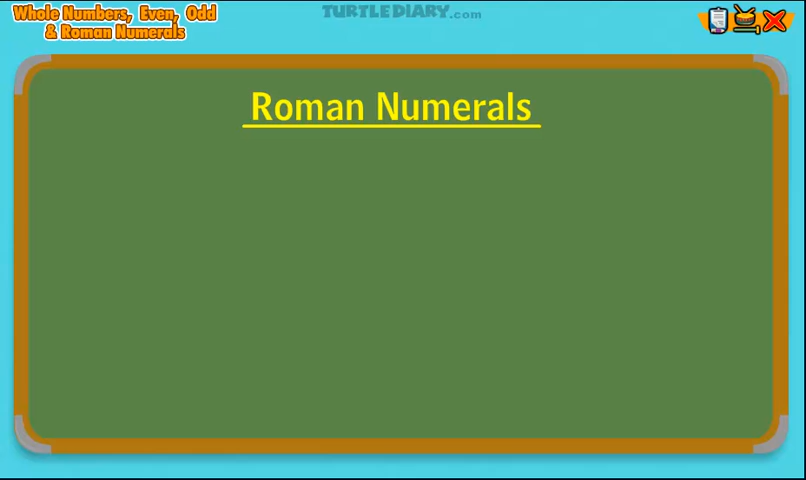 Whole Numbers, Even, Odd
& Roman Numerals
TURTLEDIARY.com
Roman Numerals